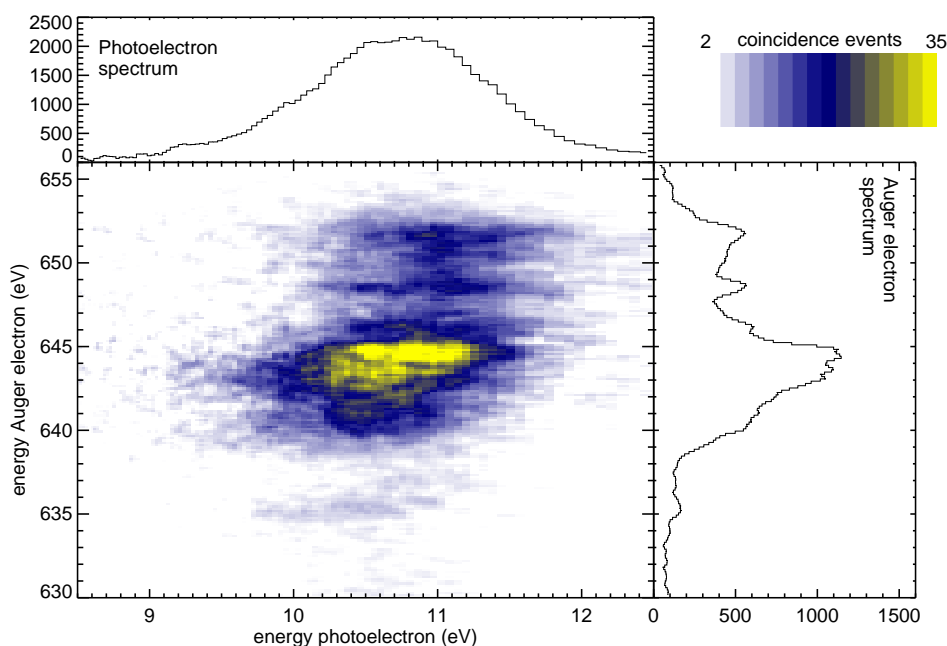 2500
2000
1500
1000
500
0
Photoelectron
spectrum
2 coincidence events 35
655
650
645
640
635
630
energy Auger electron (eV)
9 10 11 12
energy photoelectron (eV)
Auger electron
spectrum
0 500 1000 1500